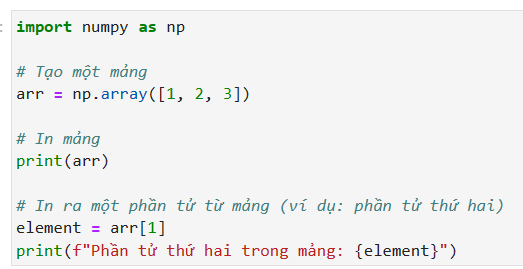 import numpy as np
# Tạo một mảng
arr = np.array([1, 2, 3])
# In mảng
print(arr)
# In ra một phần tử từ mảng (ví dụ: phần tử thứ hai)
element = arr[1]
print(f"Phần tử thứ hai trong mảng: {element}")